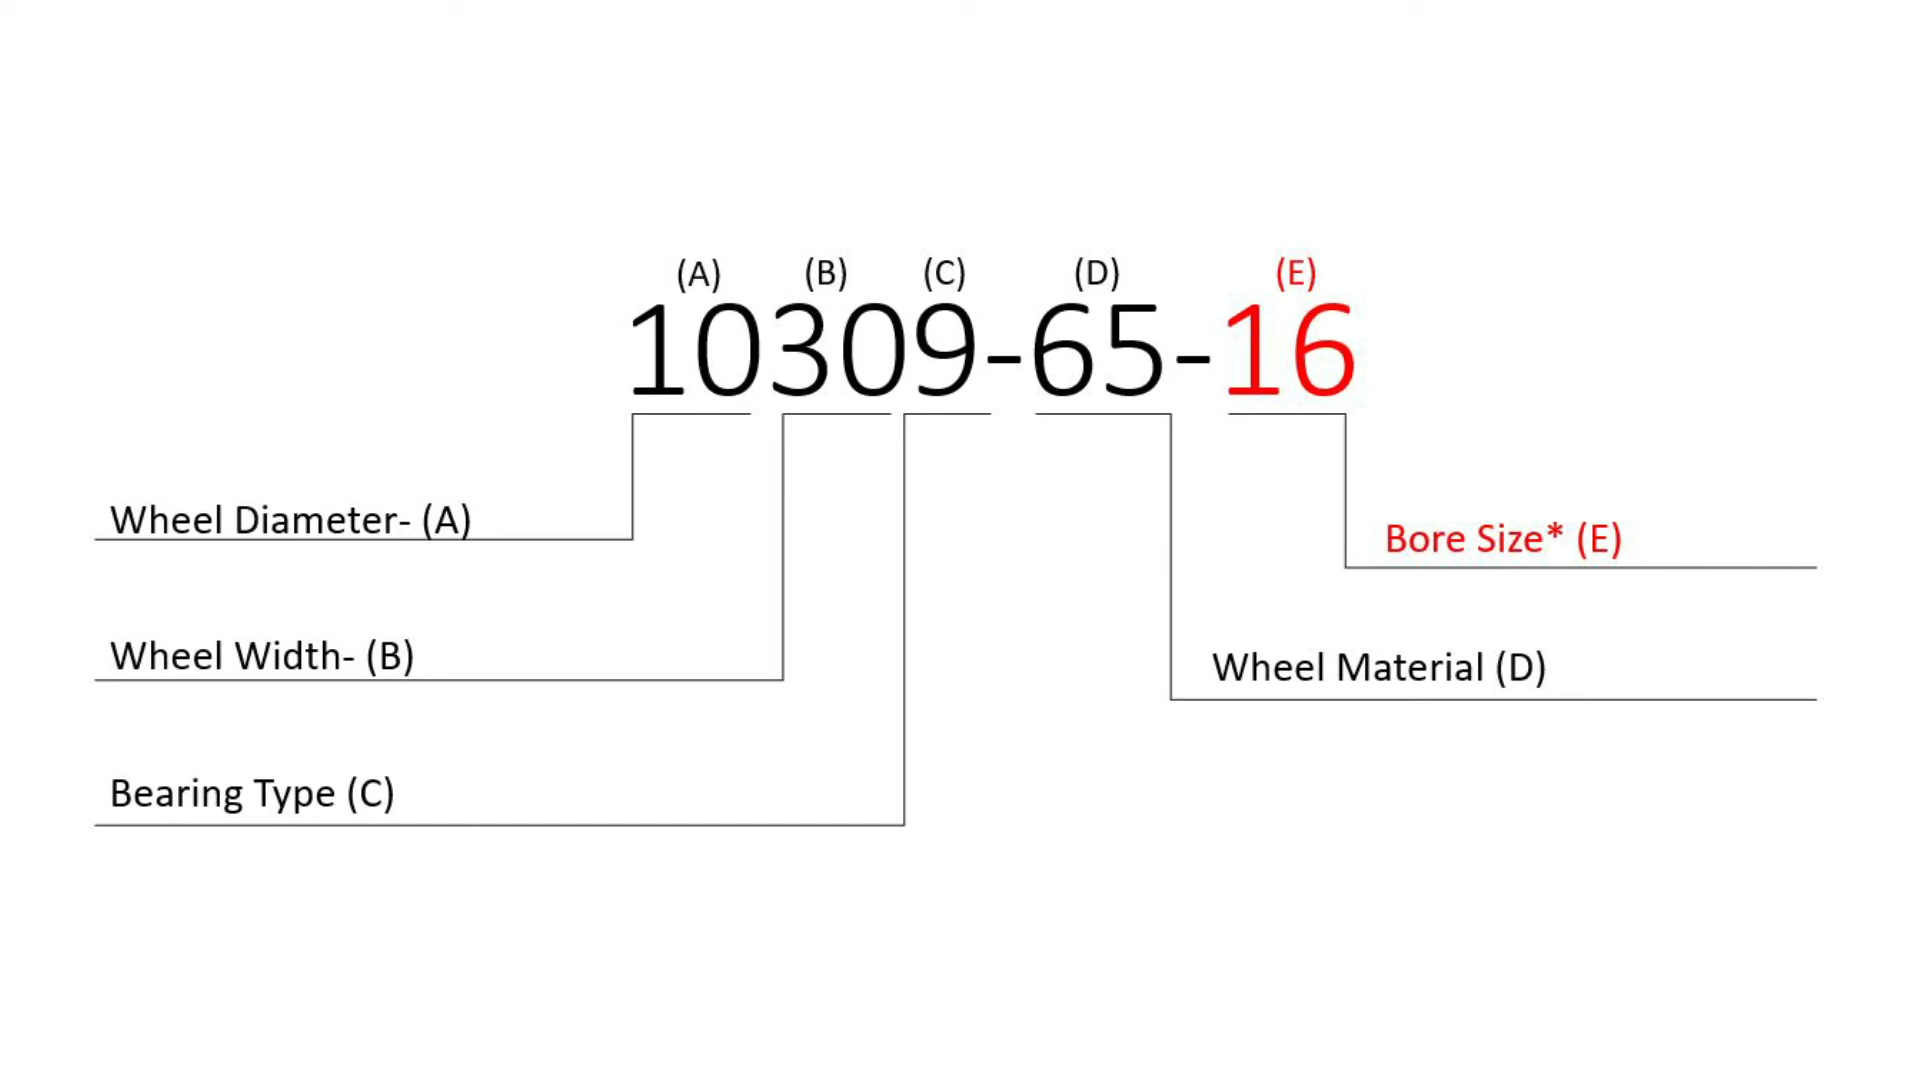 (A) (B) (C) (D) (E)
10309-65-16
Wheel Diameter- (A)
Bore Size* (E)
Wheel Width- (B)
Wheel Material (D)
Bearing Type (C)